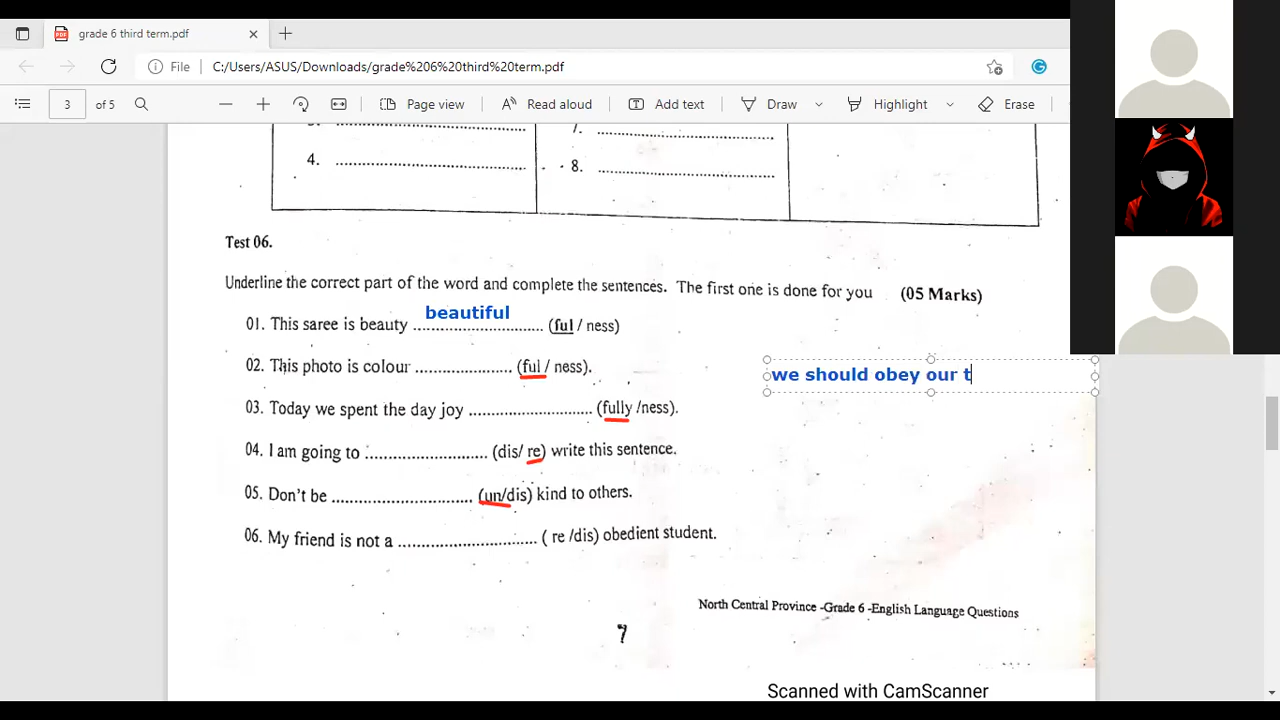 grade 6 third term.pdf
File C:/Users/ASUS/Downloads/grade%206%20third%20term.pdf
3 of 5 Page view Read aloud Add text Draw Highlight Erase
7. ..............................
4. .............................. 8. ..............................
Test 06.
Underline the correct part of the word and complete the sentences. The first one is done for you (05 Marks)
beautiful
01. This saree is beauty .............................. (ful / ness)
02. This photo is colour ...................... (ful / ness).
we should obey our t
03. Today we spent the day joy ............................ (fully /ness).
04. I am going to ............................ (dis/ re) write this sentence.
05. Don't be ................................ (un/dis) kind to others.
06. My friend is not a ................................ ( re /dis) obedient student.
North Central Province -Grade 6 -English Language Questions
7
Scanned with CamScanner